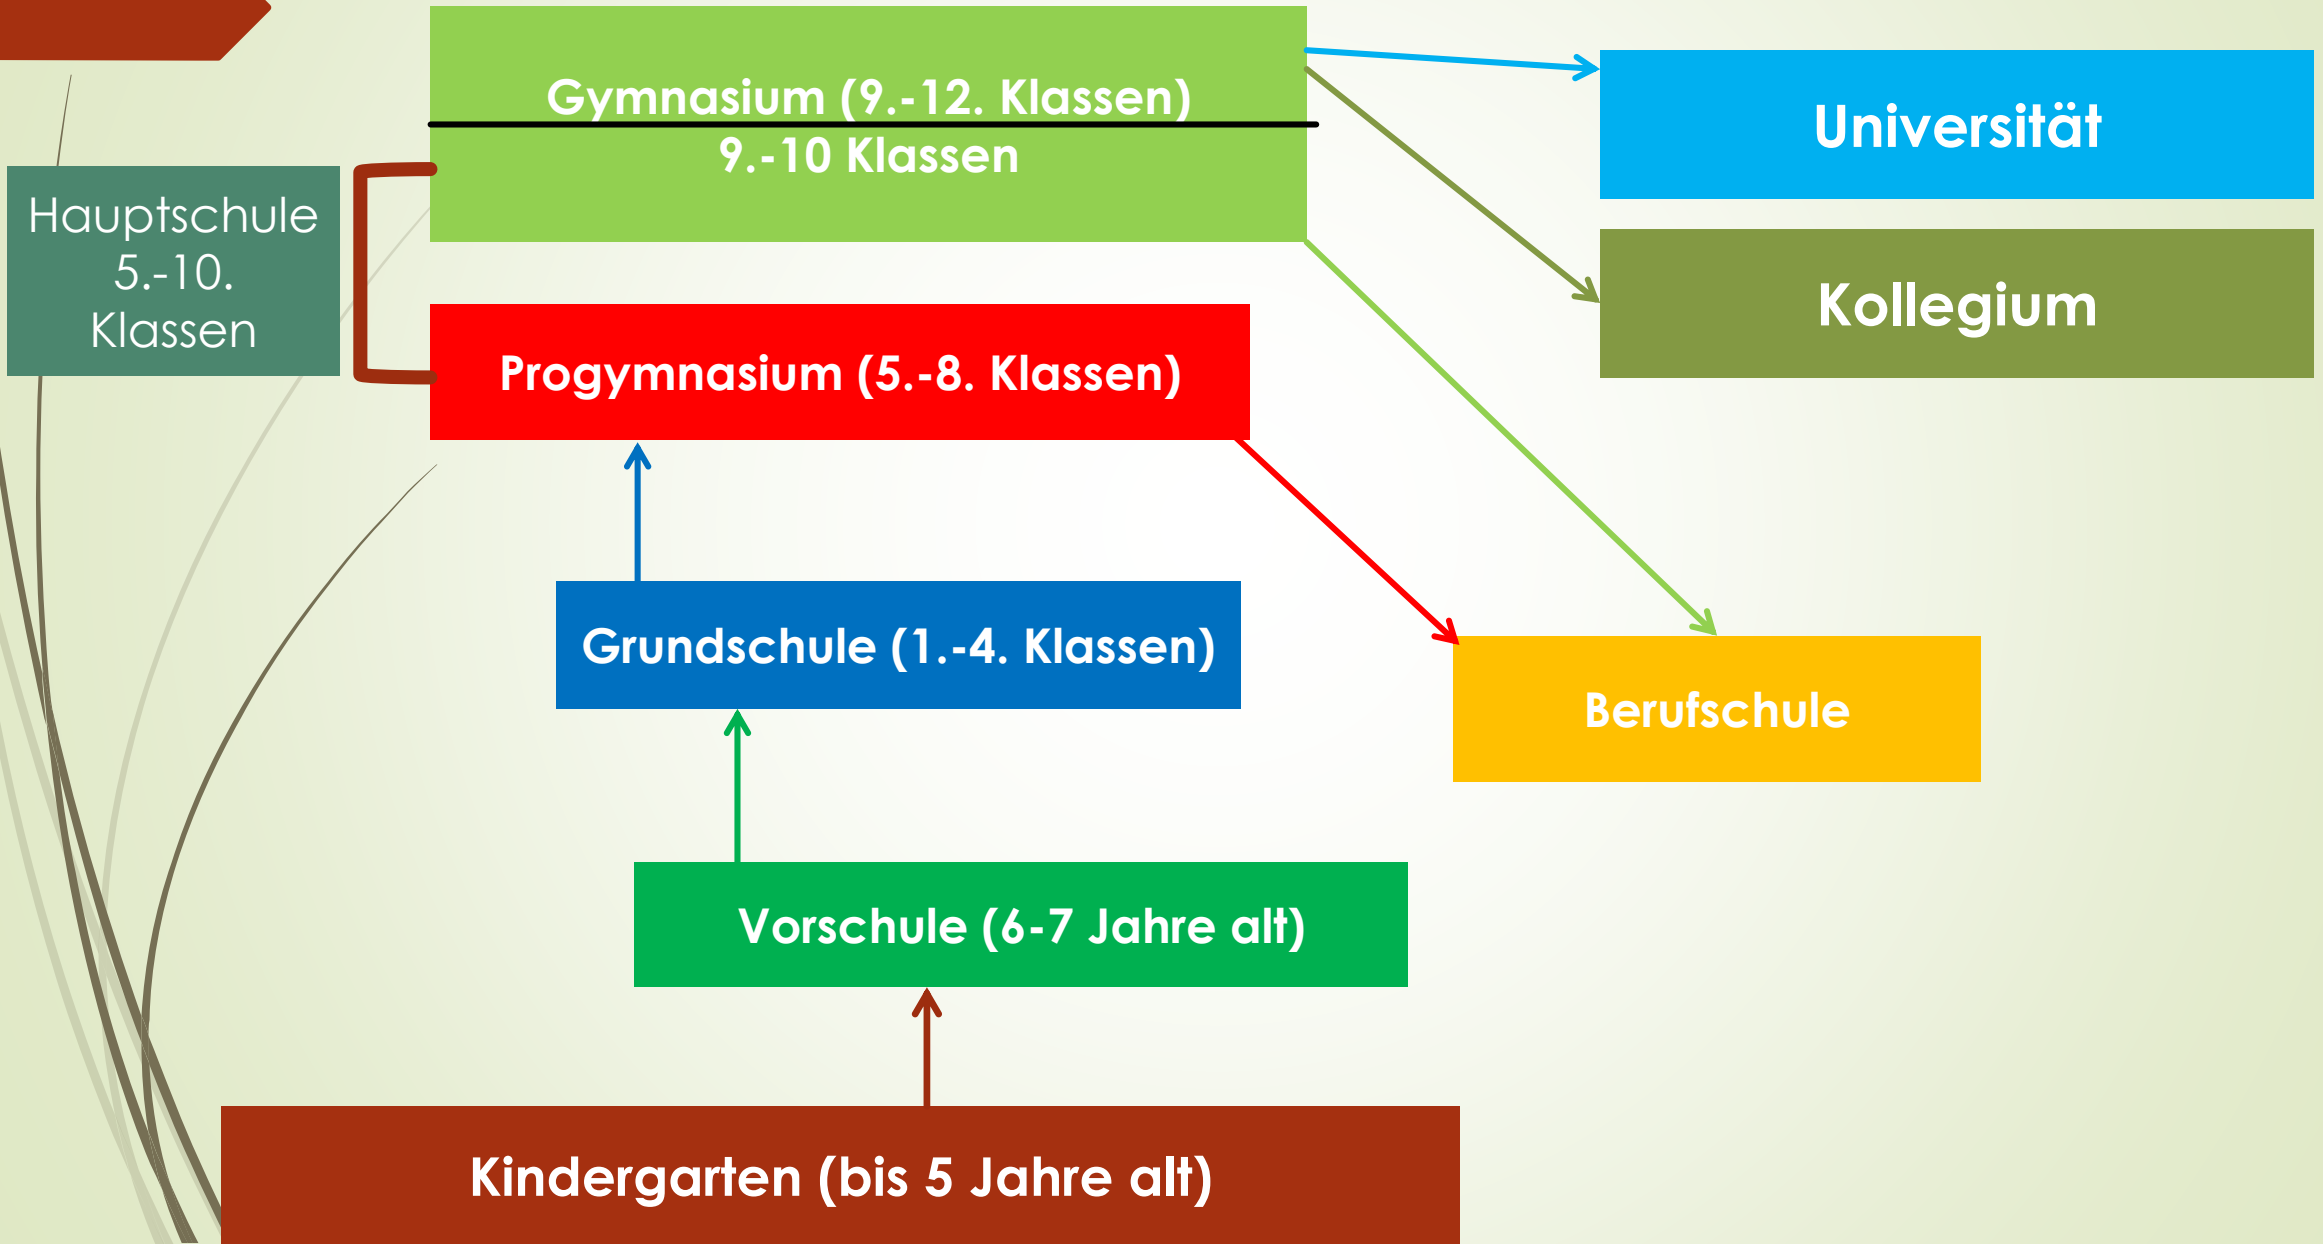 Gymnasium (9.-12. Klassen)
9.-10 Klassen
Universität
Hauptschule
5.-10.
Klassen
Kollegium
Progymnasium (5.-8. Klassen)
Grundschule (1.-4. Klassen)
Berufschule
Vorschule (6-7 Jahre alt)
Kindergarten (bis 5 Jahre alt)